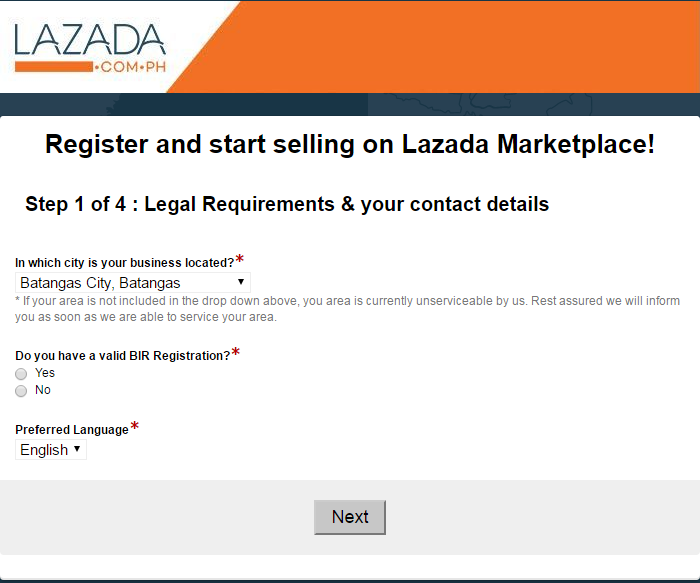 LAZADA
.COM.PH
Register and start selling on Lazada Marketplace!
Step 1 of 4 : Legal Requirements & your contact details
In which city is your business located?*
Batangas City, Batangas
* If your area is not included in the drop down above, you area is currently unserviceable by us. Rest assured we will inform
you as soon as we are able to service your area.
Do you have a valid BIR Registration?*
Yes
No
Preferred Language*
English
Next